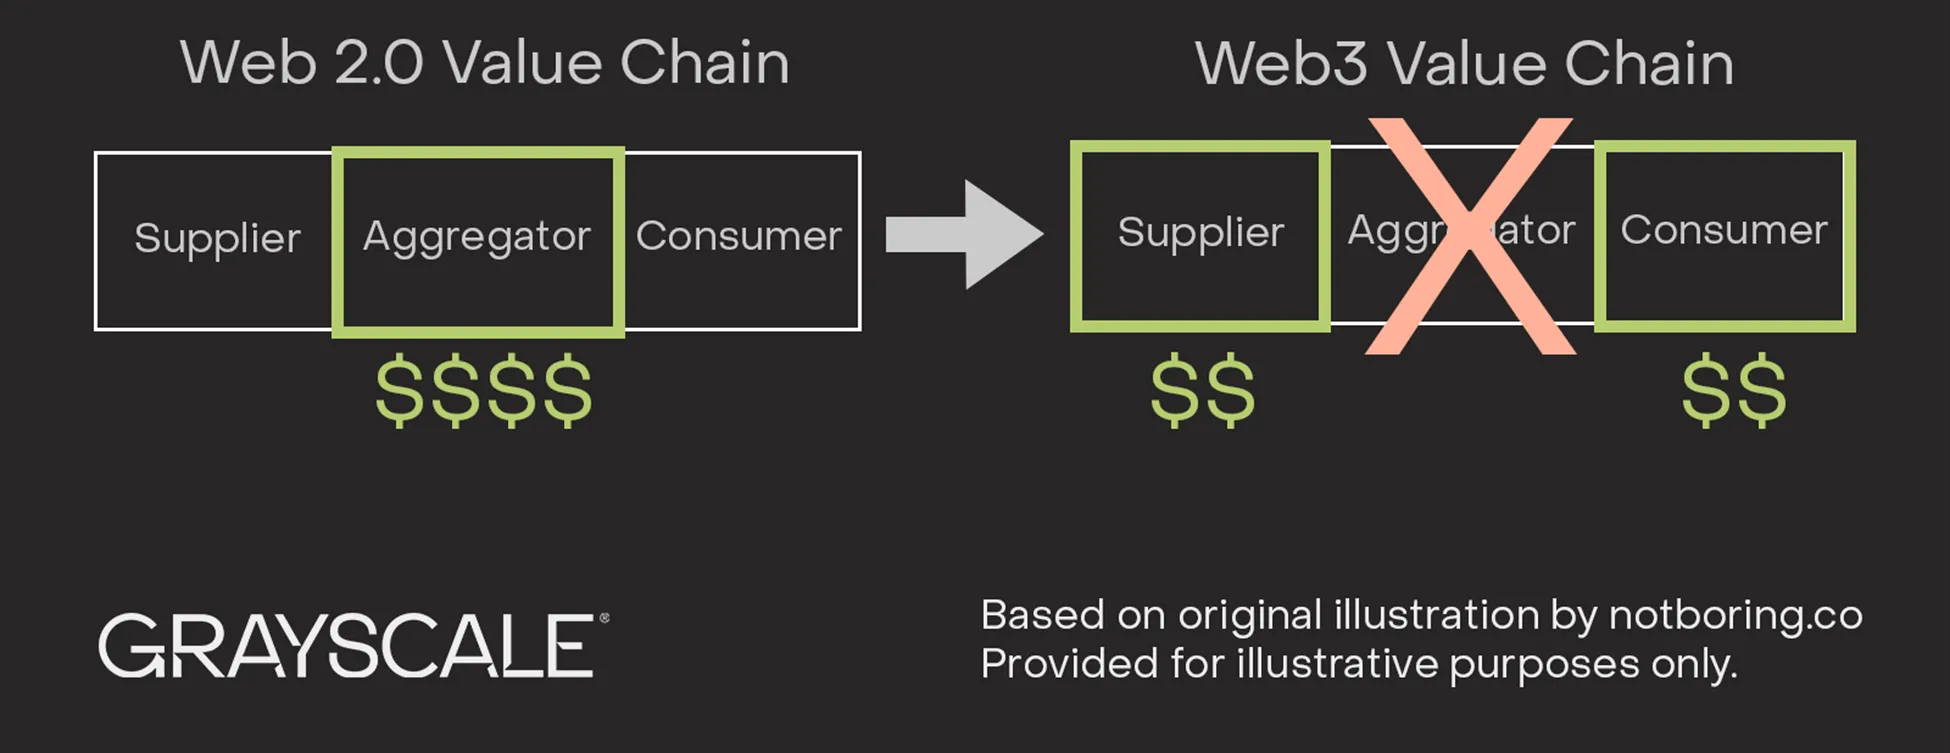 Web 2.0 Value Chain
Supplier
Aggregator
Consumer
$$$$
Web3 Value Chain
Supplier
Aggr ator
Consumer
$$
$$
GRAYSCALE®
Based on original illustration by notboring.co
Provided for illustrative purposes only.